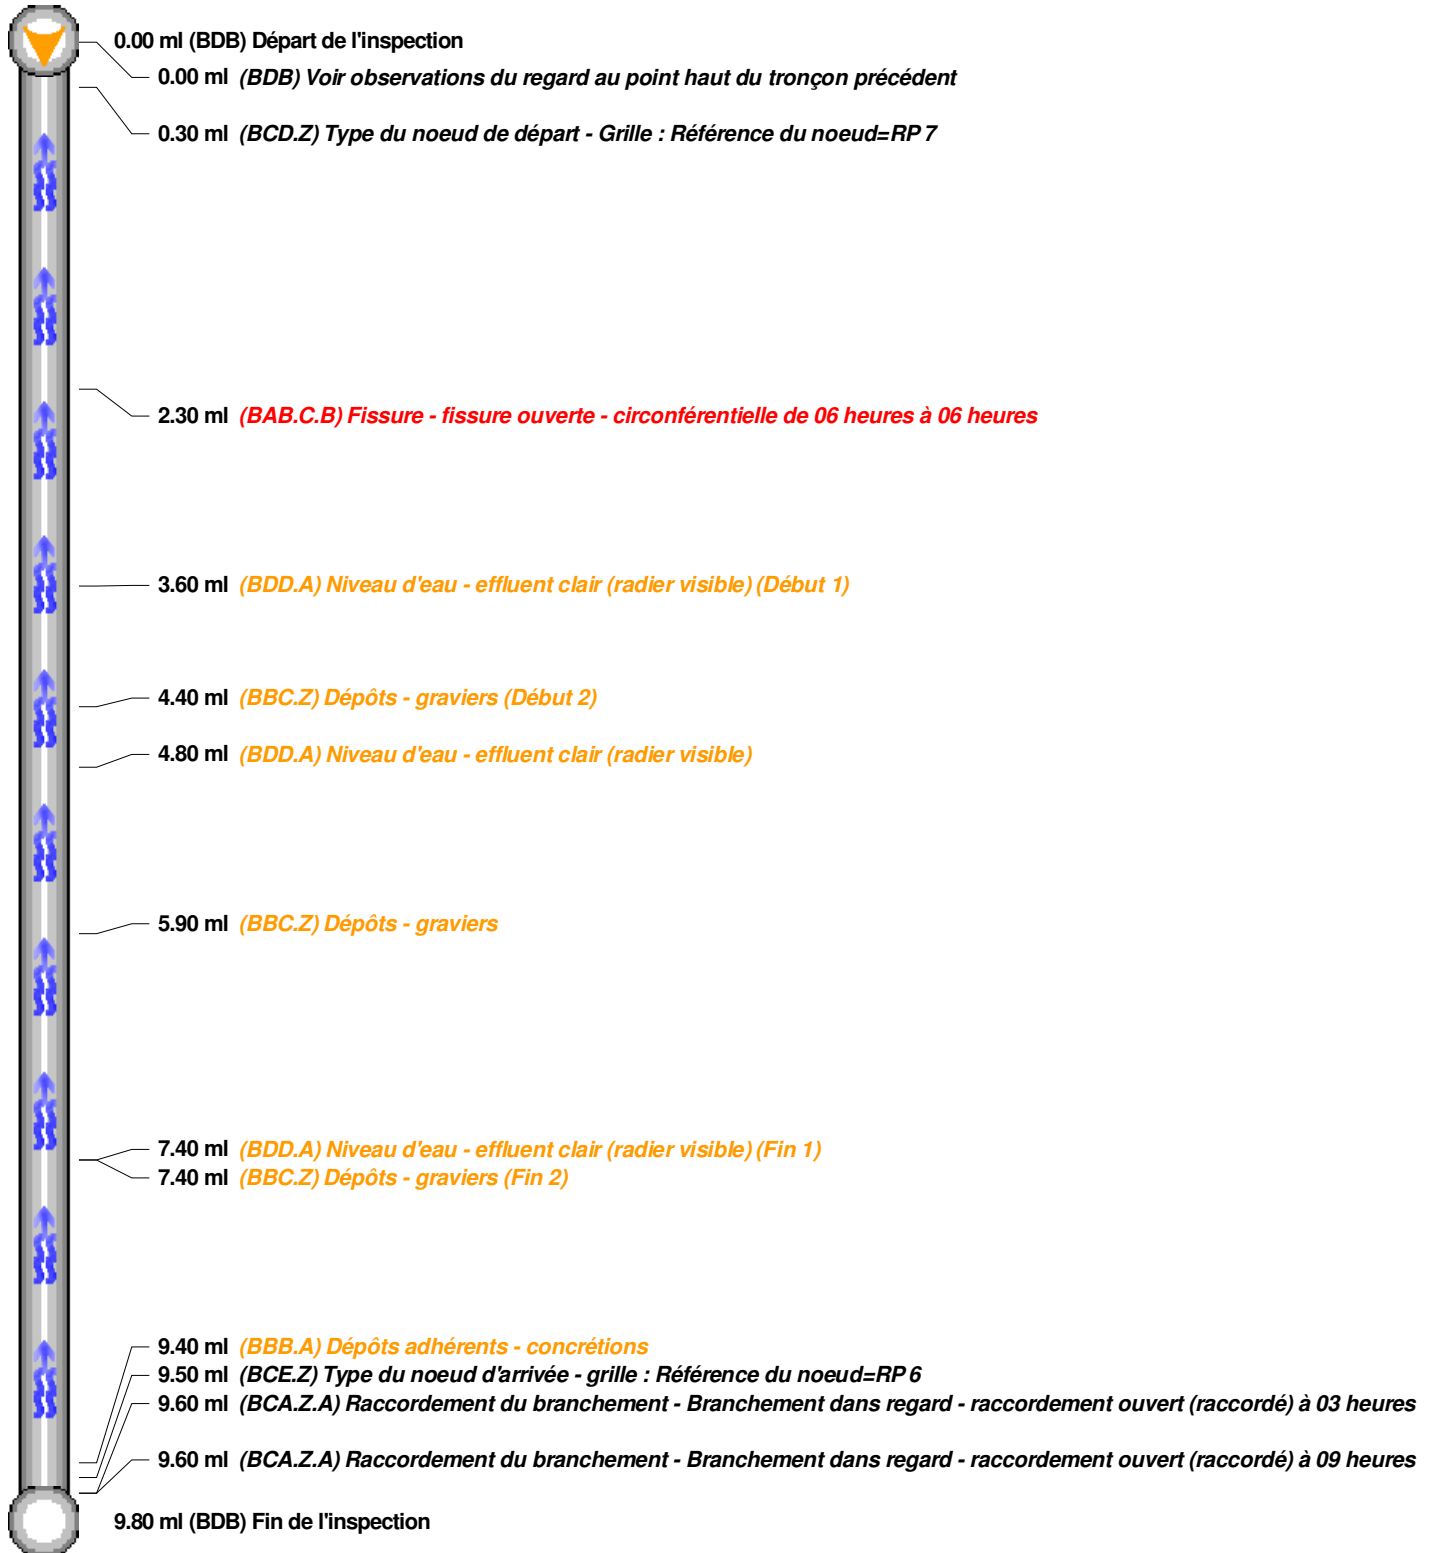 0.00 ml (BDB) Départ de l'inspection
0.00 ml (BDB) Voir observations du regard au point haut du tronçon précédent
0.30 ml (BCD.Z) Type du noeud de départ - Grille : Référence du noeud=RP 7
2.30 ml (BAB.C.B) Fissure - fissure ouverte - circonférentielle de 06 heures à 06 heures
3.60 ml (BDD.A) Niveau d'eau - effluent clair (radier visible) (Début 1)
4.40 ml (BBC.Z) Dépôts - graviers (Début 2)
4.80 ml (BDD.A) Niveau d'eau - effluent clair (radier visible)
5.90 ml (BBC.Z) Dépôts - graviers
7.40 ml (BDD.A) Niveau d'eau - effluent clair (radier visible) (Fin 1)
7.40 ml (BBC.Z) Dépôts - graviers (Fin 2)
9.40 ml (BBB.A) Dépôts adhérents - concrétions
9.50 ml (BCE.Z) Type du noeud d'arrivée - grille : Référence du noeud=RP 6
9.60 ml (BCA.Z.A) Raccordement du branchement - Branchement dans regard - raccordement ouvert (raccordé) à 03 heures
9.60 ml (BCA.Z.A) Raccordement du branchement - Branchement dans regard - raccordement ouvert (raccordé) à 09 heures
9.80 ml (BDB) Fin de l'inspection